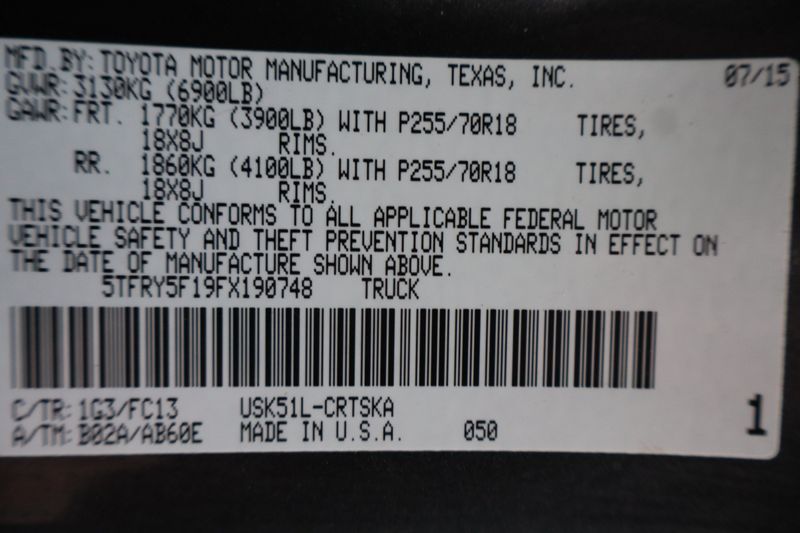 MFD.BY: TOYOTA MOTOR MANUFACTURING, TEXAS, INC. 07/15
GVWR: 3130KG (6900LB)
GAWR: FRT. 1770KG (3900LB) WITH P255/70R18 TIRES,
18X8J RIMS.
RR. 1860KG (4100LB) WITH P255/70R18 TIRES,
18X8J RIMS.
THIS VEHICLE CONFORMS TO ALL APPLICABLE FEDERAL MOTOR
VEHICLE SAFETY AND THEFT PREVENTION STANDARDS IN EFFECT ON
THE DATE OF MANUFACTURE SHOWN ABOVE.
5TFRY5F19FX190748 TRUCK
C/TR: 1G3/FC13 USK51L-CRTSKA
A/TM: B02A/AB60E MADE IN U.S.A. 050 1